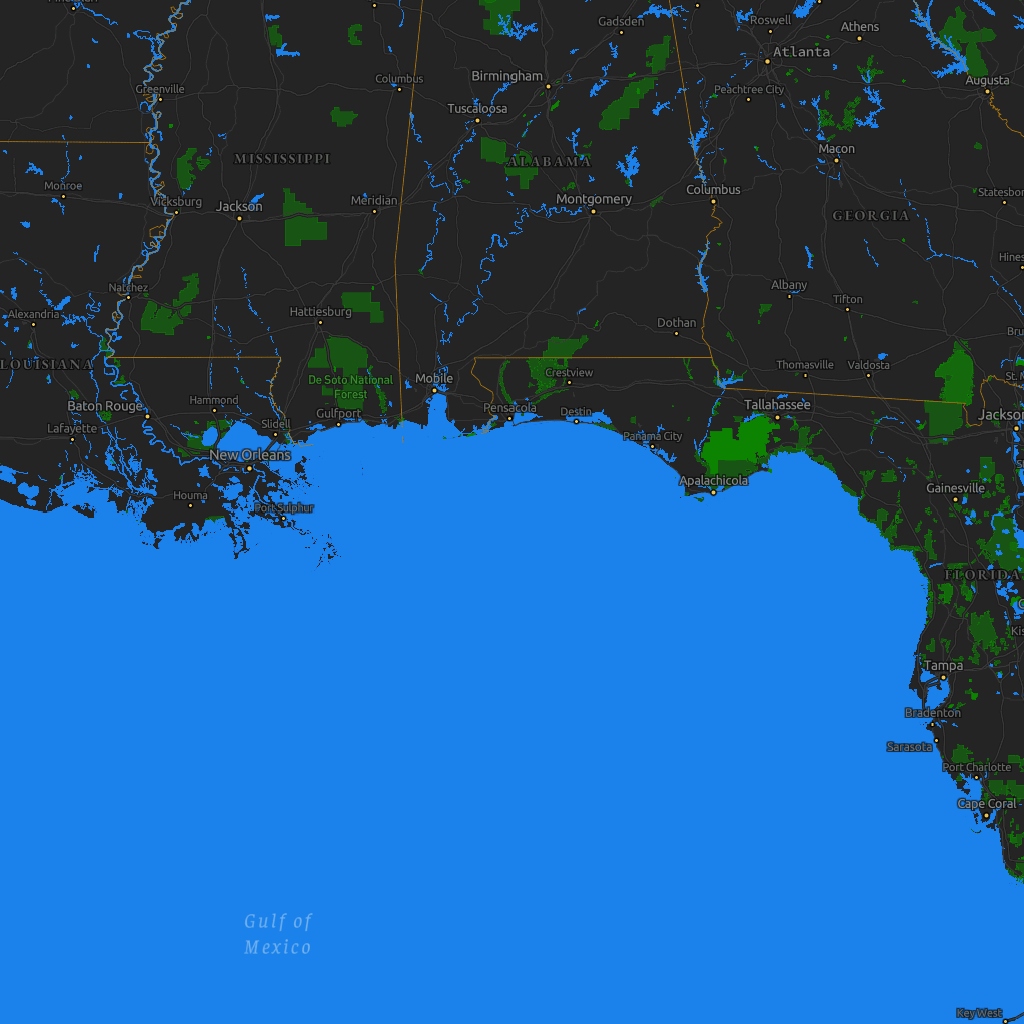 Gadsden
Roswell
Athens
Atlanta
Birmingham
Columbus
Greenville
Peachtree City
Augusta
Tuscaloosa
Macon
MISSISSIPPI
ALABAMA
Monroe
Vicksburg
Jackson
Meridian
Montgomery
Columbus
GEORGIA
Natchez
Albany
Tifton
Alexandria
Hattiesburg
Dothan
LOUISIANA
Crestview
Thomasville
Valdosta
De Soto National
Forest
Mobile
Baton Rouge
Hammond
Gulfport
Pensacola
Destin
Tallahassee
Lafayette
Slidell
Panama City
New Orleans
Apalachicola
Gainesville
Houma
Port Sulphur
FLORIDA
Tampa
Bradenton
Sarasota
Port Charlotte
Cape Coral
Gulf of
Mexico
Key West